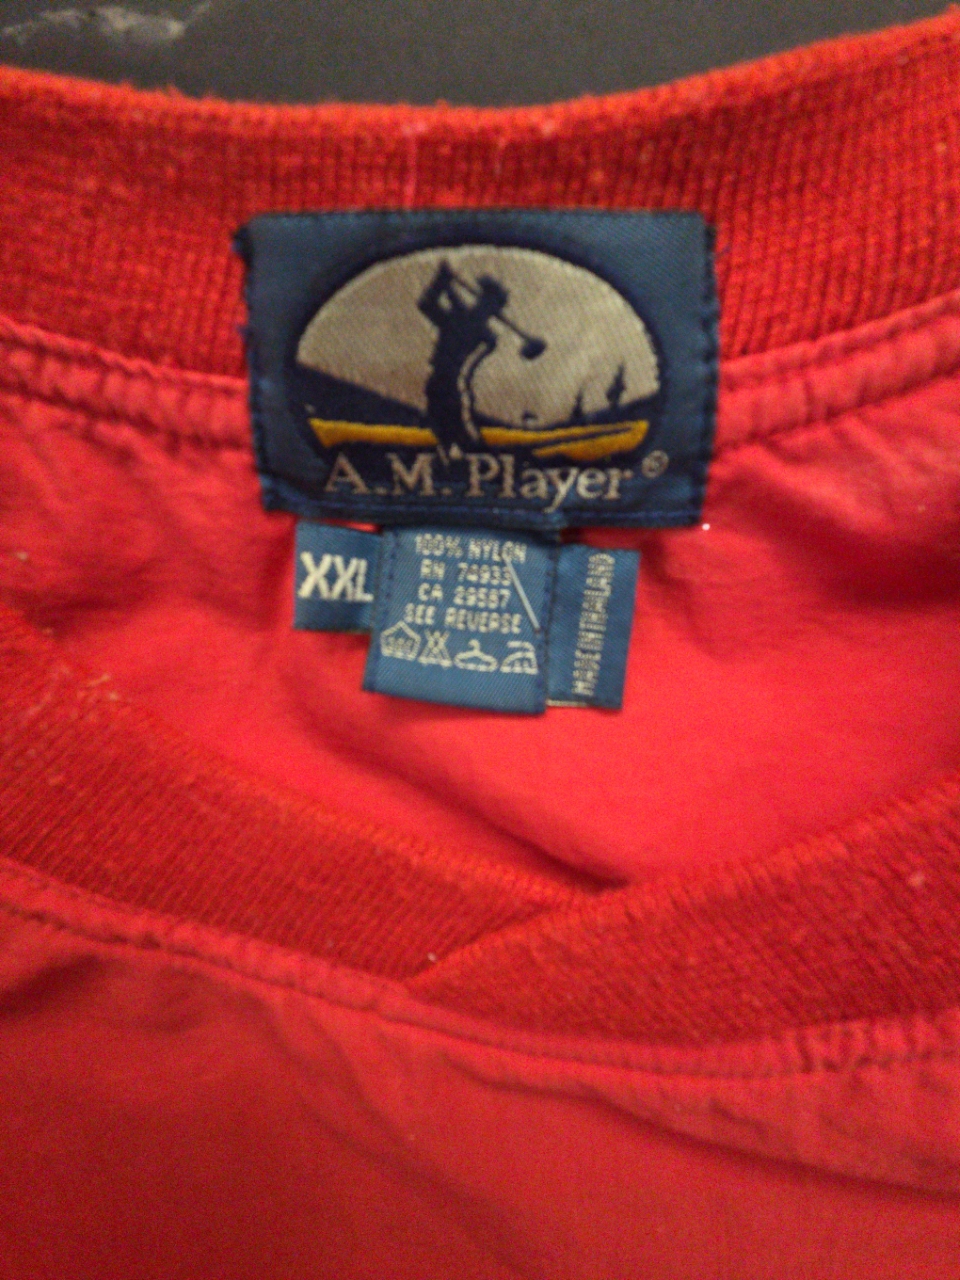 A.M. Player®
XXL
100% NYLON
RN 74933
CA 29587
SEE REVERSE
MADE IN THAILAND